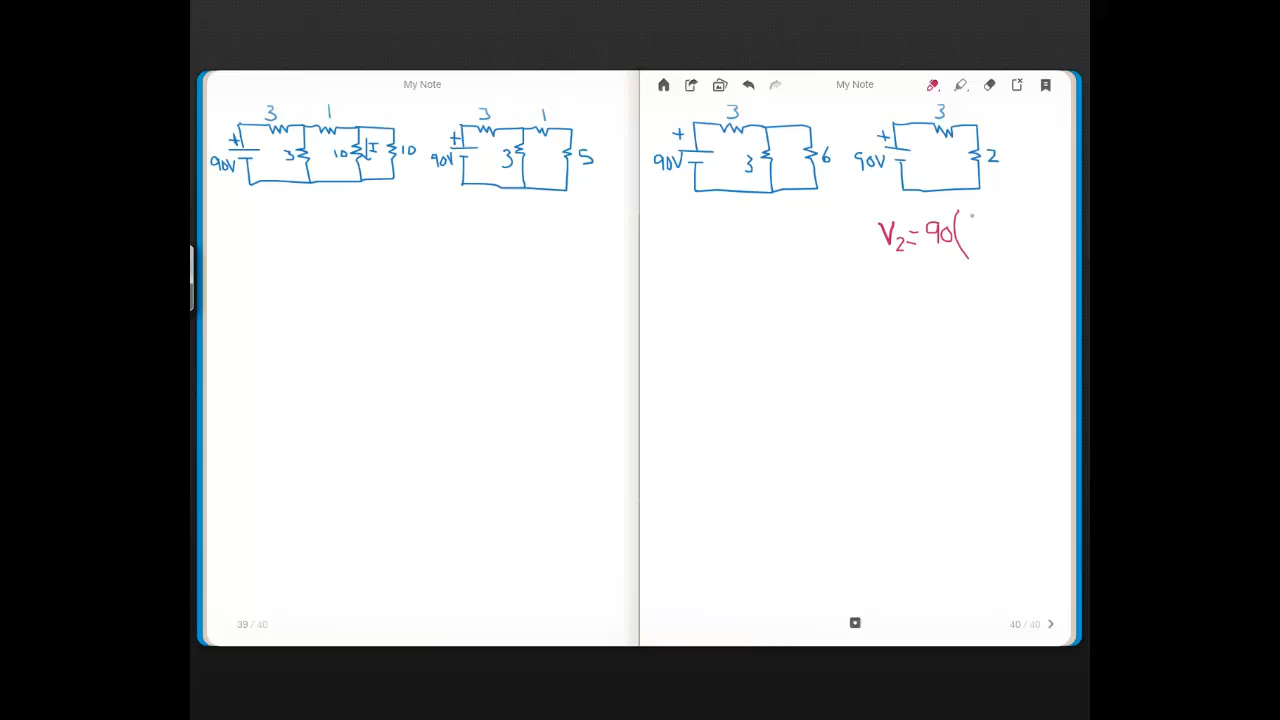 My Note
My Note
3 1
+
90V 3 10 I 10
3 1
+
90V 3 5
3
+
90V 3 6
3
+
90V 2
V2=90(
39 / 40
40 / 40